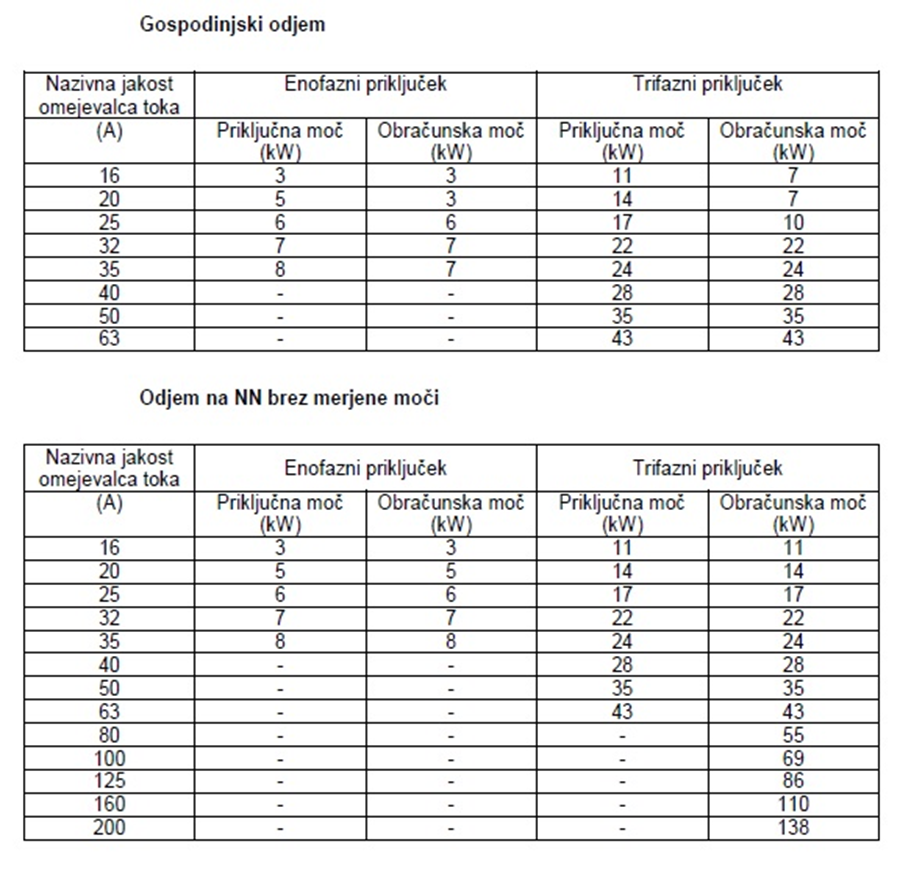 Gospodinjski odjem
Nazivna jakost omejevalca toka Enofazni priključek Trifazni priključek
(A) Priključna moč (kW) Obračunska moč (kW) Priključna moč (kW) Obračunska moč (kW)
16 3 3 11 7
20 5 3 14 7
25 6 6 17 10
32 7 7 22 22
35 8 7 24 24
40 - - 28 28
50 - - 35 35
63 - - 43 43
Odjem na NN brez merjene moči
Nazivna jakost omejevalca toka Enofazni priključek Trifazni priključek
(A) Priključna moč (kW) Obračunska moč (kW) Priključna moč (kW) Obračunska moč (kW)
16 3 3 11 11
20 5 5 14 14
25 6 6 17 17
32 7 7 22 22
35 8 8 24 24
40 - - 28 28
50 - - 35 35
63 - - 43 43
80 - - - 55
100 - - - 69
125 - - - 86
160 - - - 110
200 - - - 138